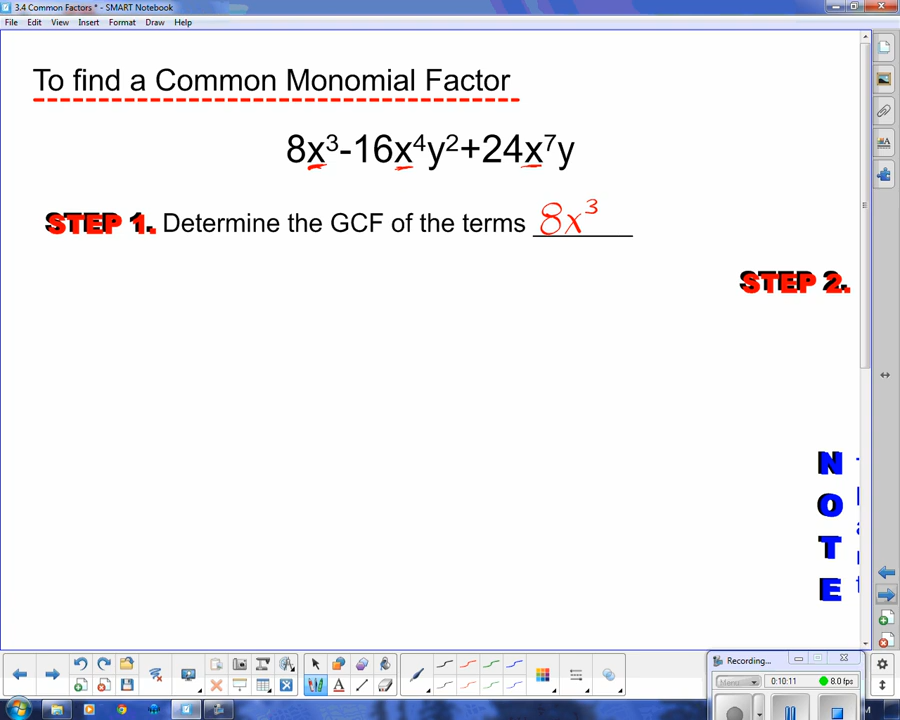 3.4 Common Factors * - SMART Notebook
File Edit View Insert Format Draw Help
To find a Common Monomial Factor
8x³-16x⁴y²+24x⁷y
STEP 1. Determine the GCF of the terms 8x³
STEP 2.
N
O
T
E
Recording...
Menu
0:10:11
8.0 fps